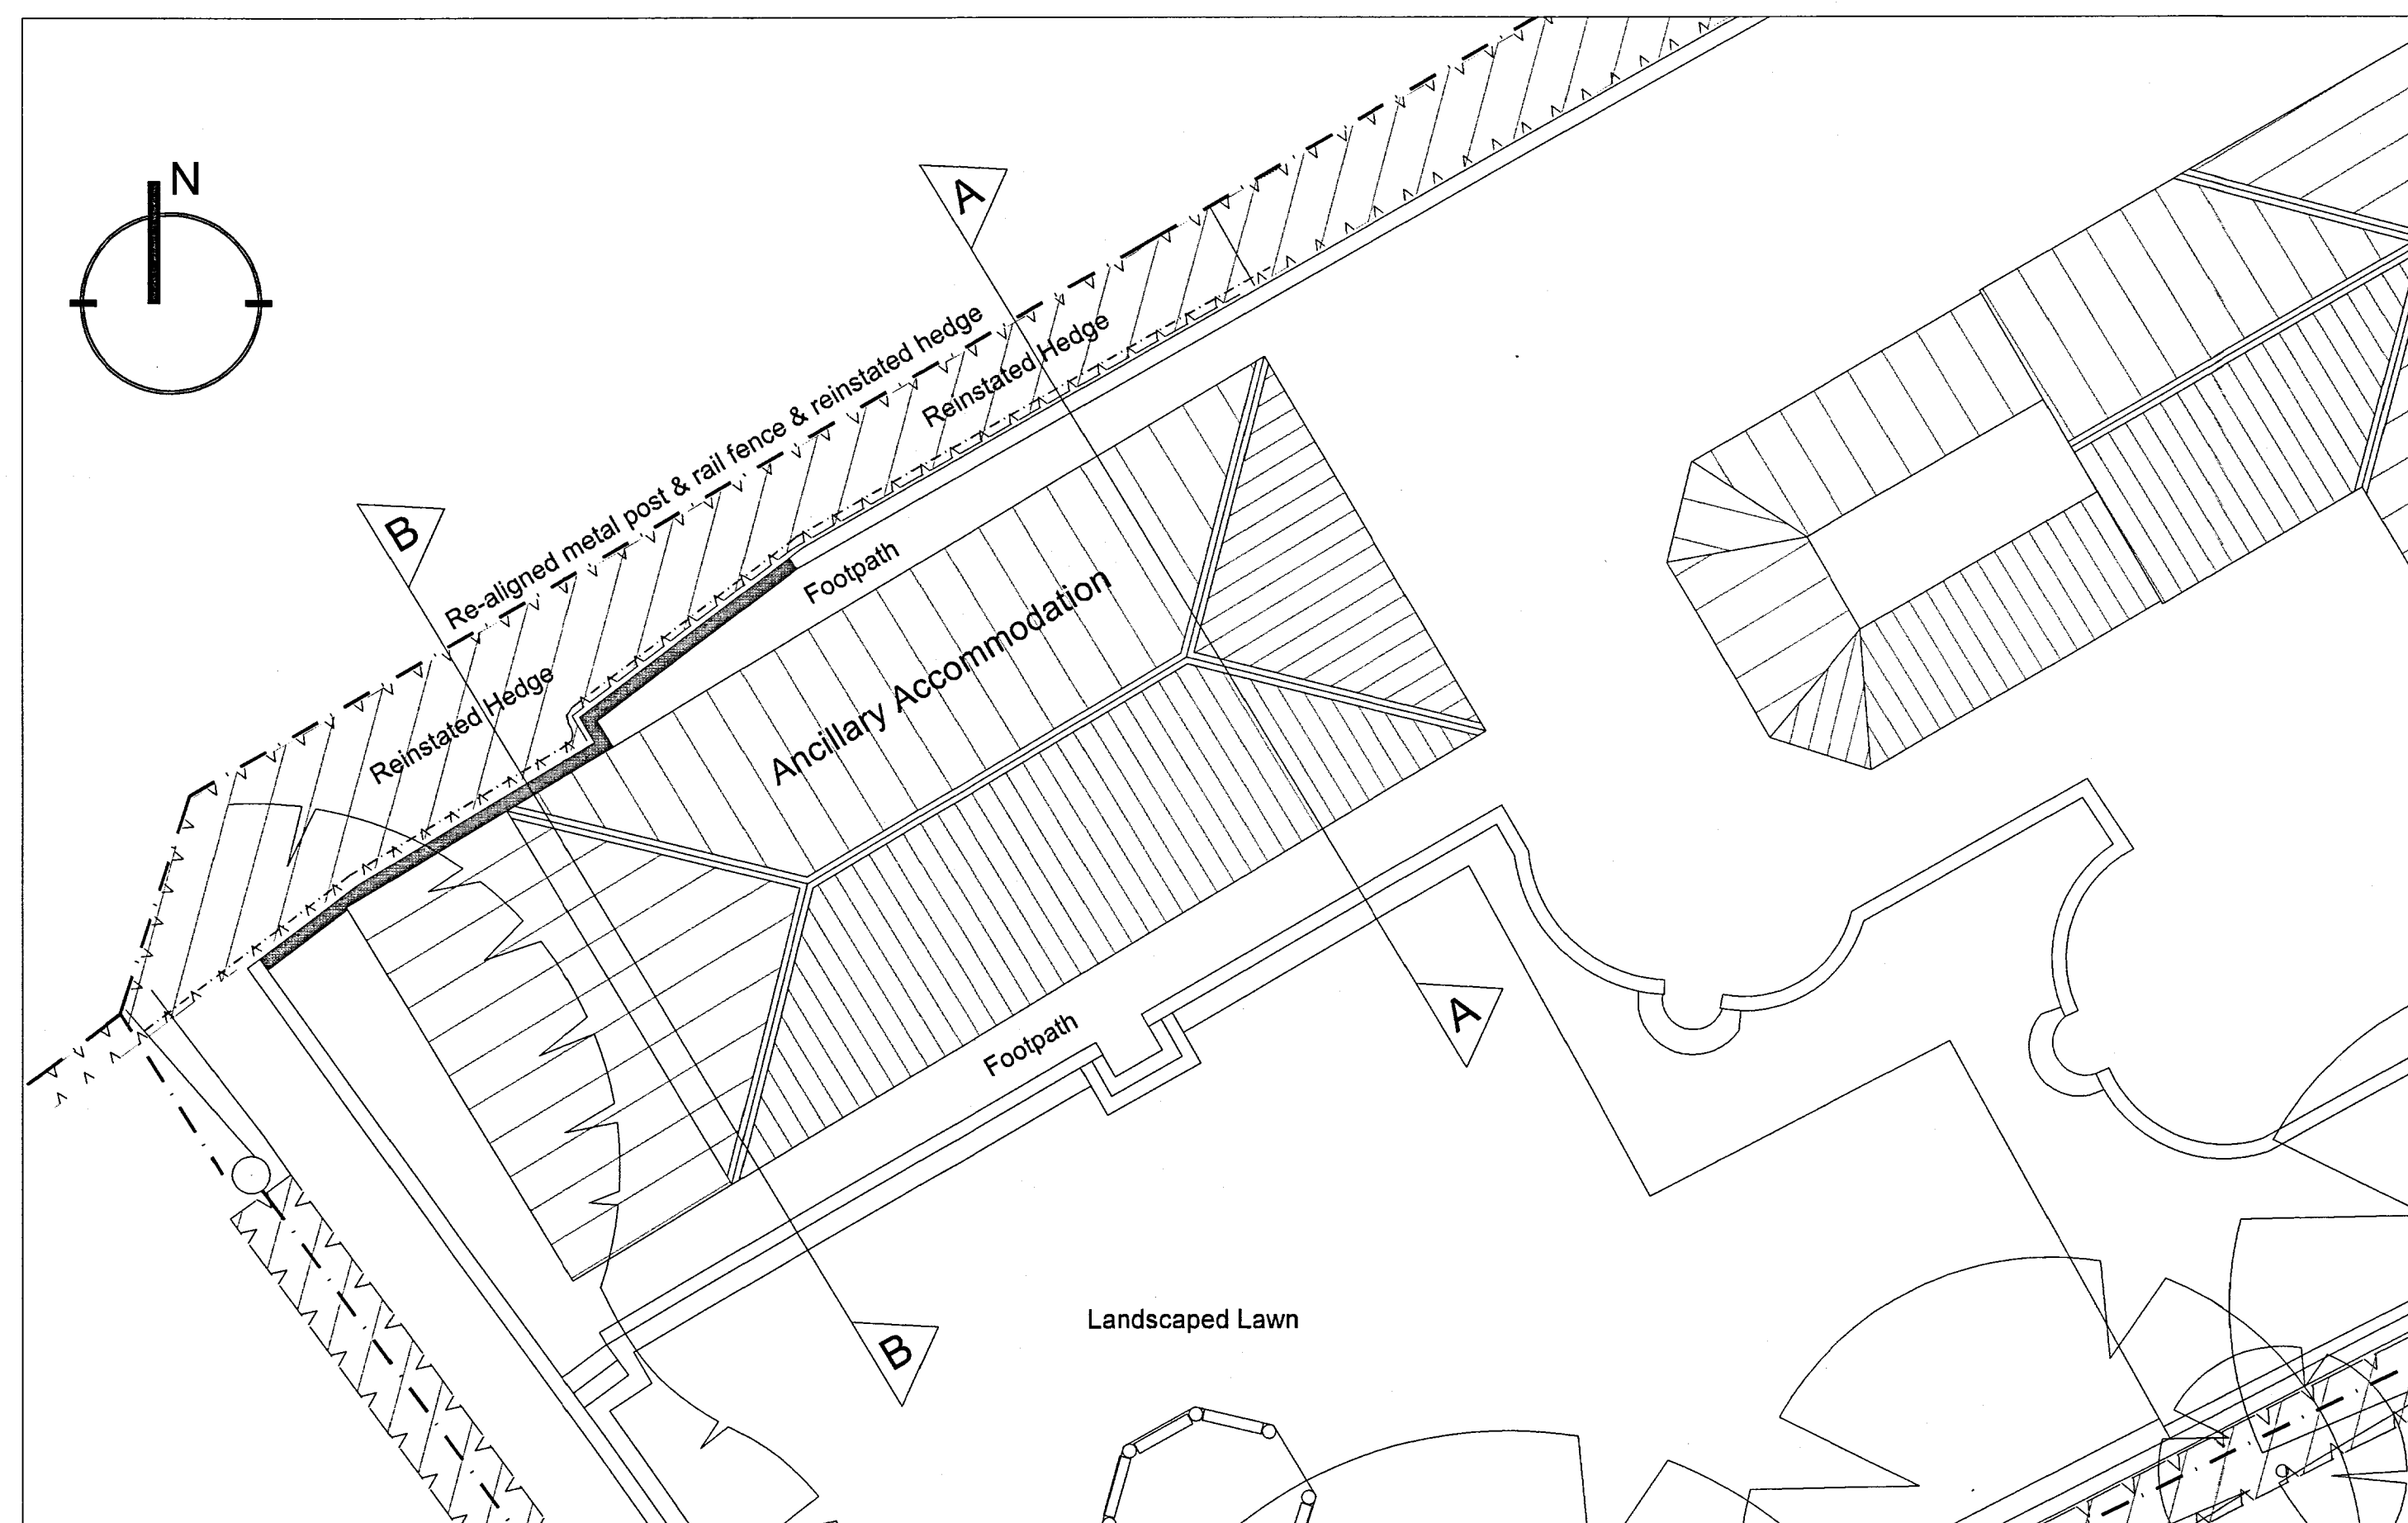 N
A
Re-aligned metal post & rail fence & reinstated hedge
Reinstated Hedge
B
Footpath
Ancillary Accommodation
Reinstated Hedge
A
Footpath
Landscaped Lawn
B